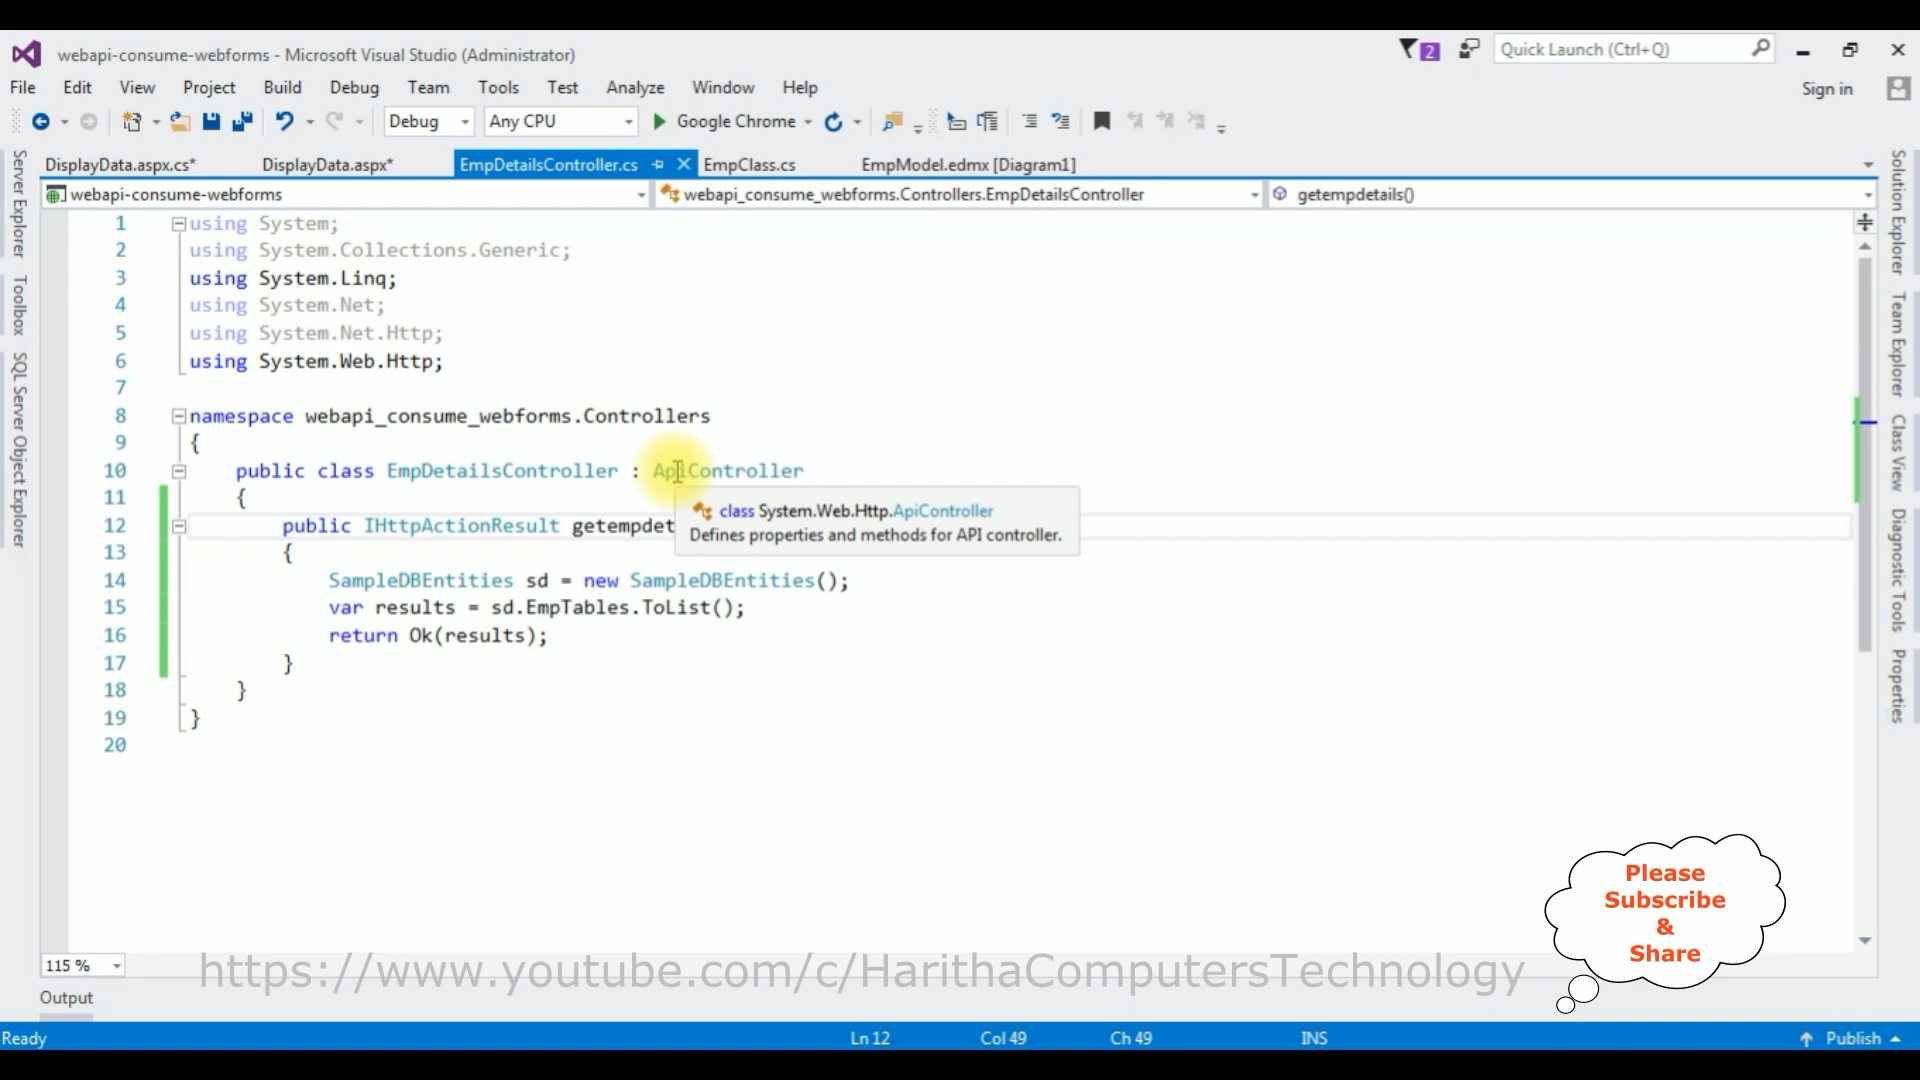 webapi-consume-webforms - Microsoft Visual Studio (Administrator)
2
Quick Launch (Ctrl+Q)
File Edit View Project Build Debug Team Tools Test Analyze Window Help
Sign in
Debug Any CPU Google Chrome
DisplayData.aspx.cs* DisplayData.aspx* EmpDetailsController.cs EmpClass.cs EmpModel.edmx [Diagram1]
webapi-consume-webforms webapi_consume_webforms.Controllers.EmpDetailsController getempdetails()
Server Explorer
Toolbox
SQL Server Object Explorer
1 using System;
2 using System.Collections.Generic;
3 using System.Linq;
4 using System.Net;
5 using System.Net.Http;
6 using System.Web.Http;
7
8 namespace webapi_consume_webforms.Controllers
9 {
10 public class EmpDetailsController : ApiController
11 {
class System.Web.Http.ApiController
12 public IHttpActionResult getempdet
Defines properties and methods for API controller.
13 {
14 SampleDBEntities sd = new SampleDBEntities();
15 var results = sd.EmpTables.ToList();
16 return Ok(results);
17 }
18 }
19 }
20
Solution Explorer
Team Explorer
Class View
Diagnostic Tools
Properties
Please
Subscribe
&
Share
115 %
https://www.youtube.com/c/HarithaComputersTechnology
Output
Ready Ln 12 Col 49 Ch 49 INS Publish